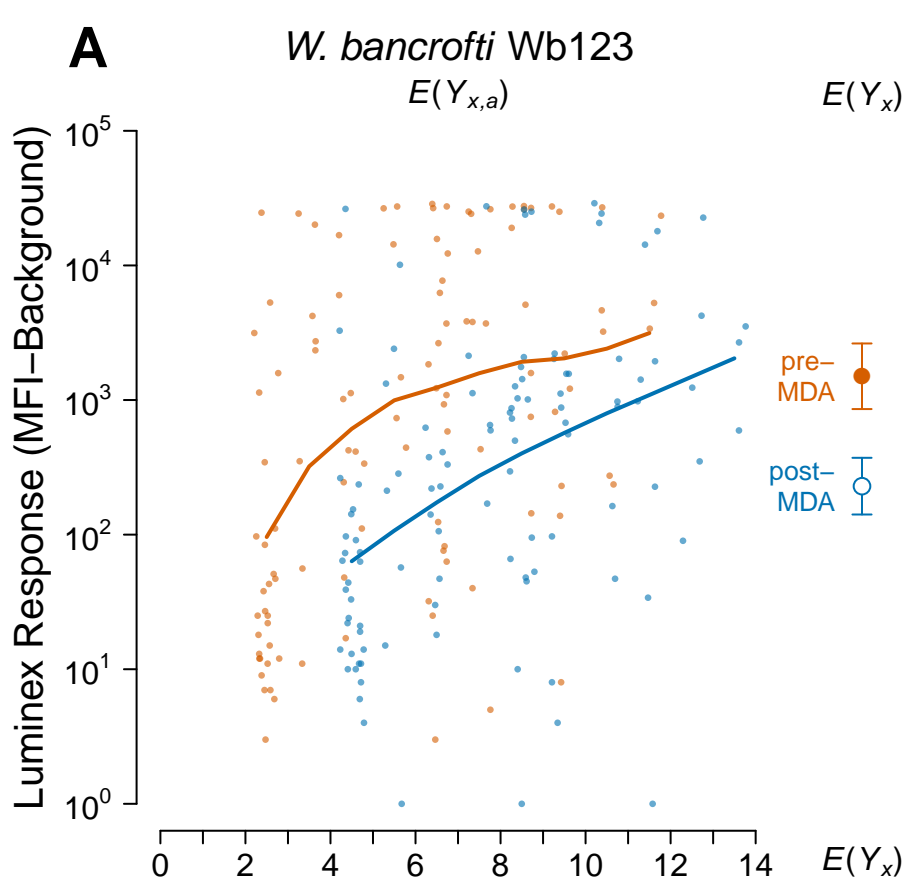 A
W. bancrofti Wb123
E(Yx,a)
E(Yx)
Luminex Response (MFI−Background)
10^5
10^4
10^3
10^2
10^1
10^0
pre−
MDA
post−
MDA
0 2 4 6 8 10 12 14
E(Yx)